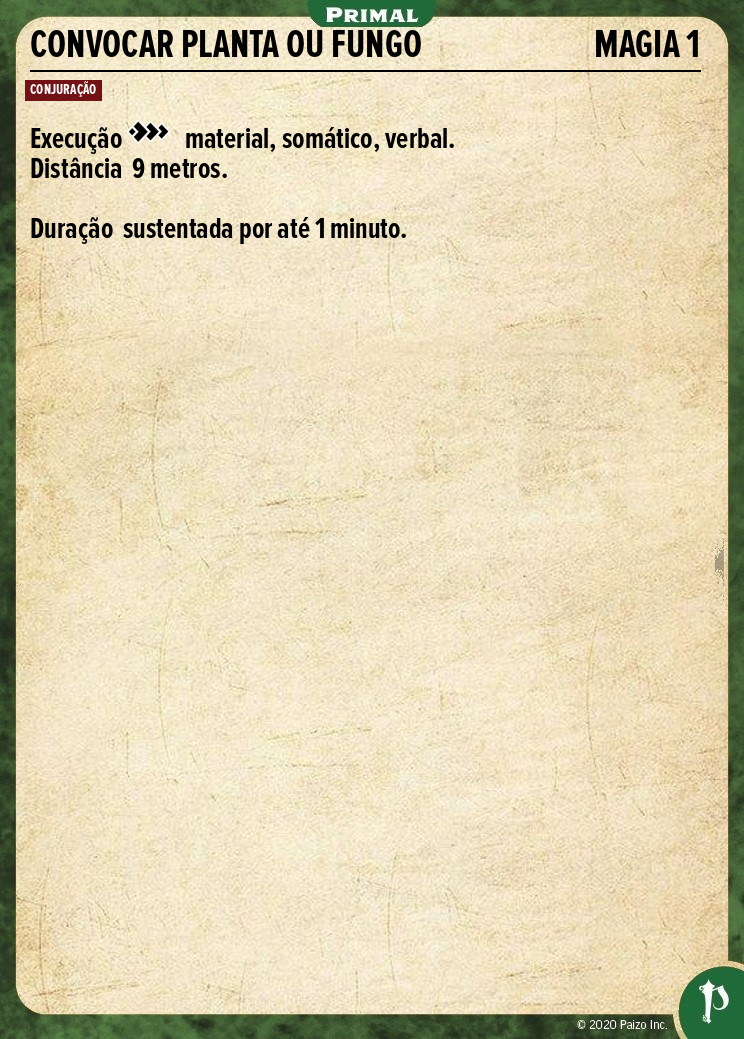 PRIMAL
CONVOCAR PLANTA OU FUNGO MAGIA 1
CONJURAÇÃO
Execução material, somático, verbal.
Distância 9 metros.
Duração sustentada por até 1 minuto.
© 2020 Paizo Inc.